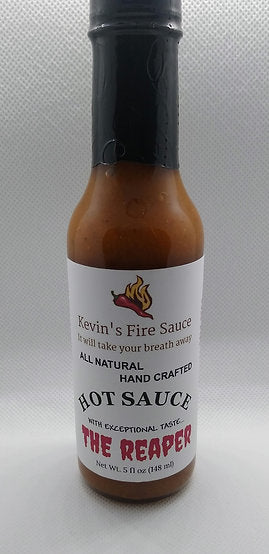 Kevin's Fire Sauce
It will take your breath away
ALL NATURAL
HAND CRAFTED
HOT SAUCE
WITH EXCEPTIONAL TASTE...
THE REAPER
Net Wt. 5 fl oz (148 ml)